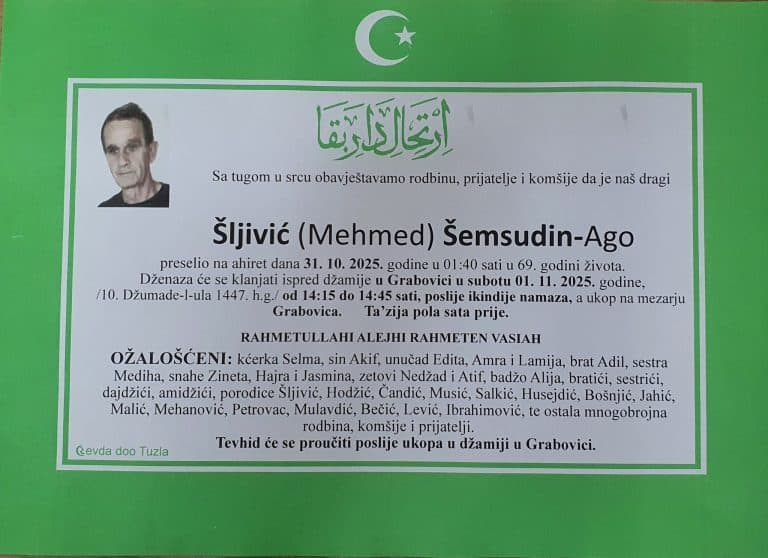 اِرْتِحَالِ دَارِ بَقَا
Sa tugom u srcu obavještavamo rodbinu, prijatelje i komšije da je naš dragi
Šljivić (Mehmed) Šemsudin-Ago
preselio na ahiret dana 31. 10. 2025. godine u 01:40 sati u 69. godini života.
Dženaza će se klanjati ispred džamije u Grabovici u subotu 01. 11. 2025. godine,
/10. Džumade-l-ula 1447. h.g./ od 14:15 do 14:45 sati, poslije ikindije namaza, a ukop na mezarju
Grabovica. Ta’zija pola sata prije.
RAHMETULLAHI ALEJHI RAHMETEN VASIAH
OŽALOŠĆENI: kćerka Selma, sin Akif, unučad Edita, Amra i Lamija, brat Adil, sestra
Mediha, snahe Zineta, Hajra i Jasmina, zetovi Nedžad i Atif, badžo Alija, bratići, sestrići,
dajdžići, amidžići, porodice Šljivić, Hodžić, Čandić, Musić, Salkić, Husejdić, Bošnjić, Jahić,
Malić, Mehanović, Petrovac, Mulavdić, Bečić, Lević, Ibrahimović, te ostala mnogobrojna
rodbina, komšije i prijatelji.
Tevhid će se proučiti poslije ukopa u džamiji u Grabovici.
Ćevda doo Tuzla